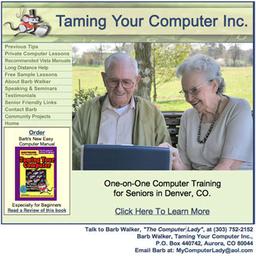 Taming Your Computer Inc.
Previous Tips
Private Computer Lessons
Recommended Vista Manuals
Long Distance Help
Free Sample Lessons
About Barb Walker
Speaking & Seminars
Testimonials
Senior Friendly Links
Contact Barb
Community Projects
Home
Order
Barb's New Easy
Computer Manual
Taming Your
Computer
Especially for Beginners
Read a Review of this book
One-on-One Computer Training
for Seniors in Denver, CO.
Click Here To Learn More
Talk to Barb Walker, "The Computer Lady", at (303) 752-2152
Barb Walker, Taming Your Computer Inc.,
P.O. Box 440742, Aurora, CO 80044
Email Barb at: MyComputerLady@aol.com